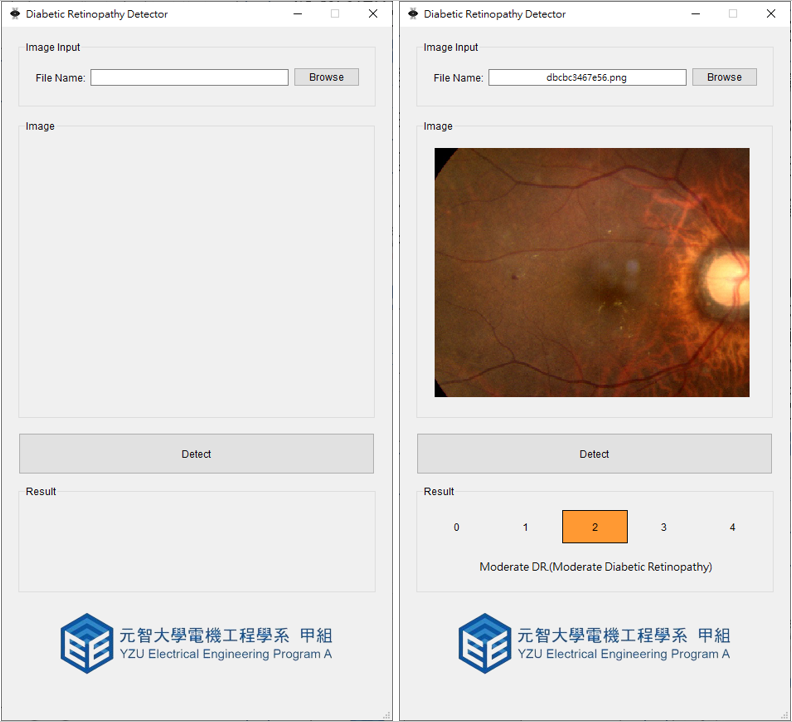 Diabetic Retinopathy Detector
Image Input
File Name:
Browse
Image
Detect
Result
元智大學電機工程學系 甲組
YZU Electrical Engineering Program A
Diabetic Retinopathy Detector
Image Input
File Name: dbcbc3467e56.png Browse
Image
Detect
Result
0 1 2 3 4
Moderate DR.(Moderate Diabetic Retinopathy)
元智大學電機工程學系 甲組
YZU Electrical Engineering Program A